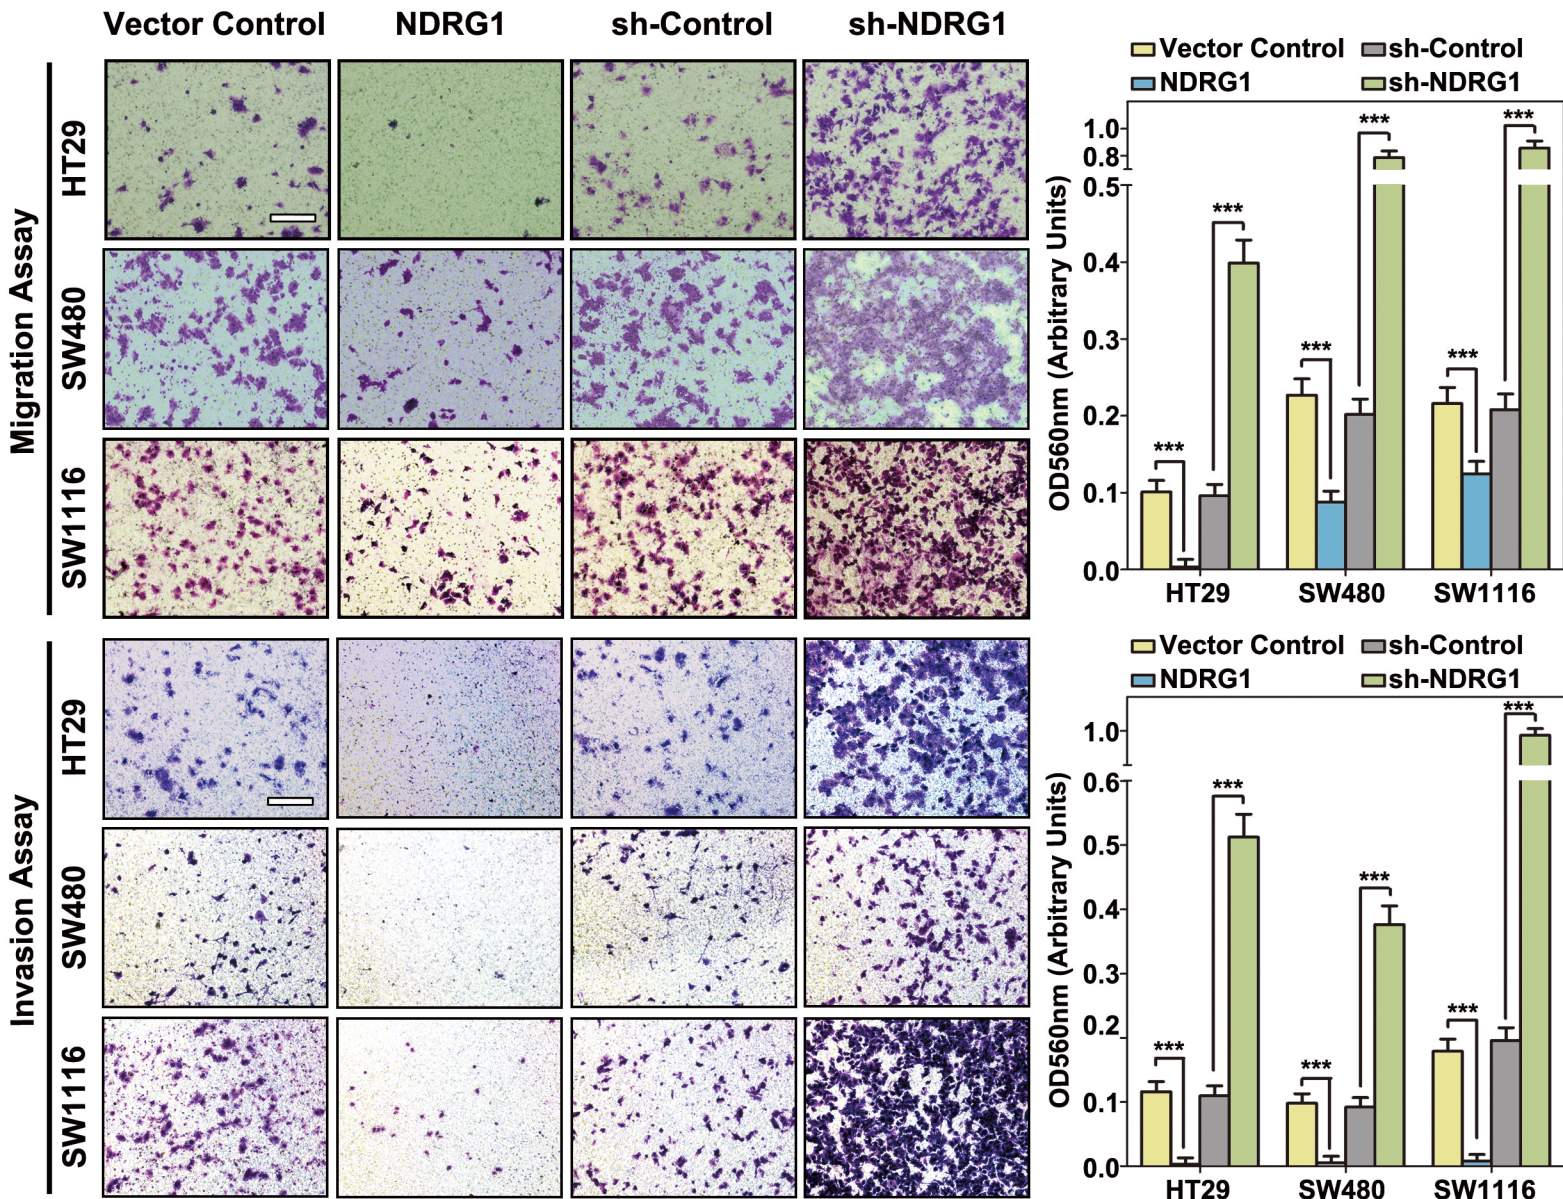 Vector Control NDRG1 sh-Control sh-NDRG1
Migration Assay
HT29
SW480
SW1116
Invasion Assay
HT29
SW480
SW1116
Vector Control sh-Control
NDRG1 sh-NDRG1
OD560nm (Arbitrary Units)
1.0
0.8
0.5
0.4
0.3
0.2
0.1
0.0
*** *** *** *** *** ***
HT29 SW480 SW1116
Vector Control sh-Control
NDRG1 sh-NDRG1
OD560nm (Arbitrary Units)
1.0
0.6
0.5
0.4
0.3
0.2
0.1
0.0
*** *** *** *** *** ***
HT29 SW480 SW1116